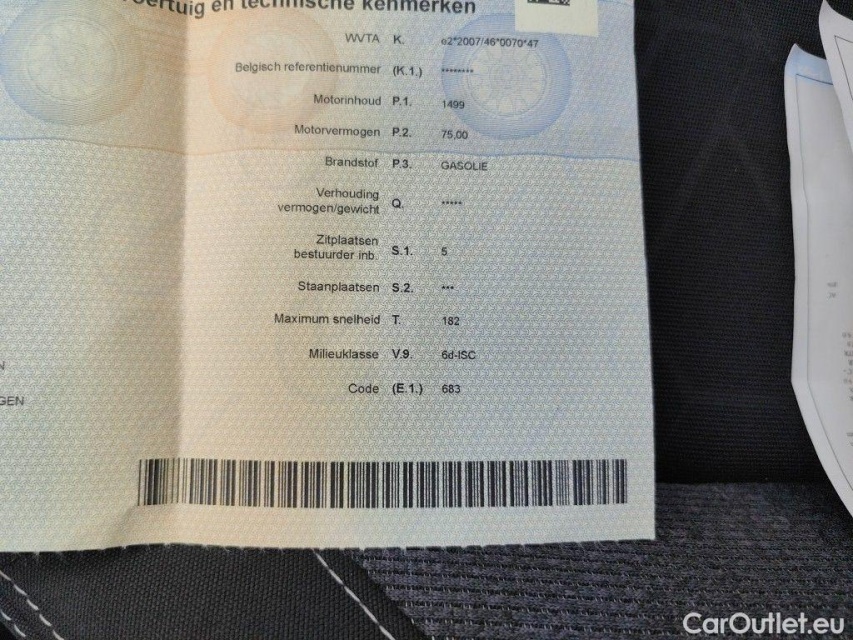 en technische kenmerken
WVTA K. e2*2007/46*0070*47
Belgisch referentienummer (K.1.) ********
Motorinhoud P.1. 1499
Motorvermogen P.2. 75,00
Brandstof P.3. GASOLIE
Verhouding
vermogen/gewicht Q. *****
Zitplaatsen
bestuurder inb. S.1. 5
Staanplaatsen S.2. ***
Maximum snelheid T. 182
Milieuklasse V.9. 6d-ISC
Code (E.1.) 683
GEN
CarOutlet.eu